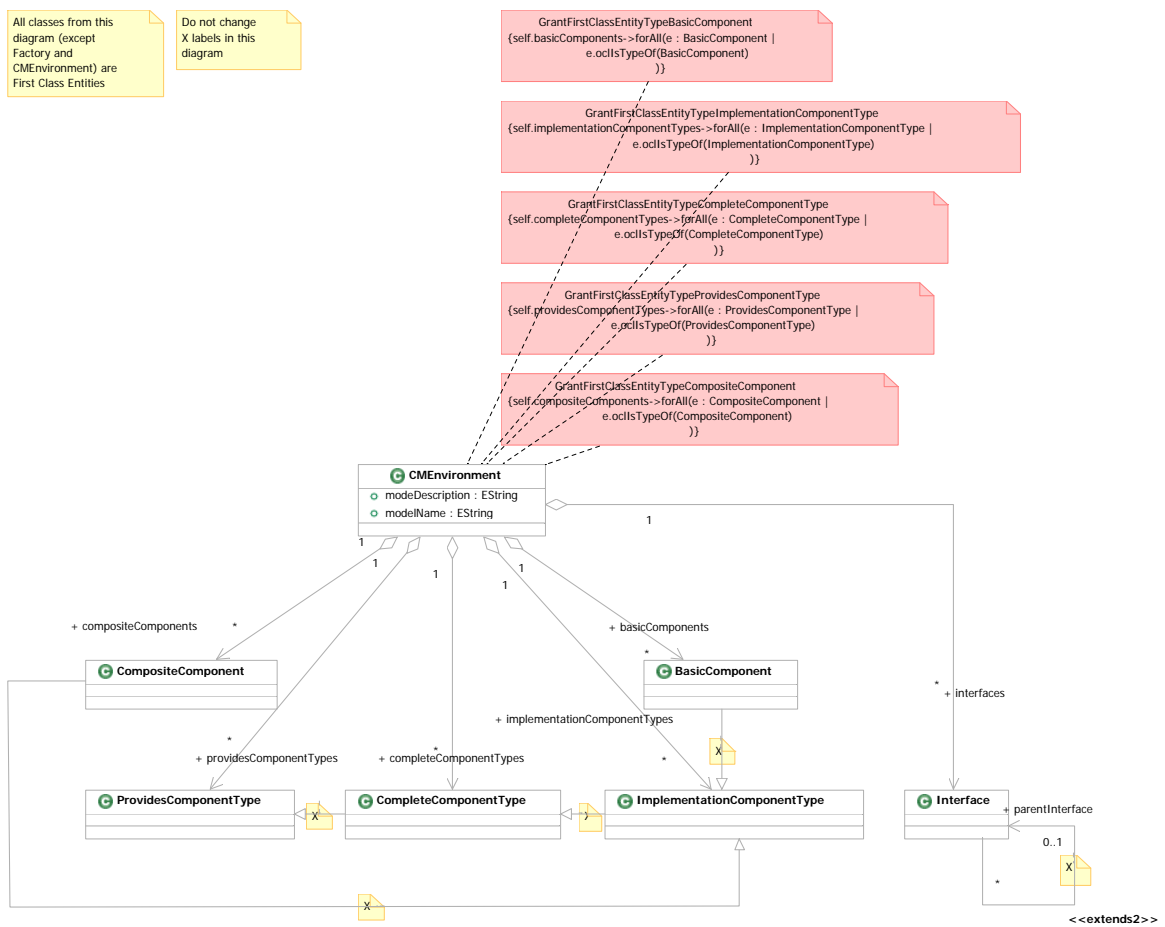 All classes from this
diagram (except
Factory and
CMEnvironment) are
First Class Entities
Do not change
X labels in this
diagram
GrantFirstClassEntityTypeBasicComponent
{self.basicComponents->forAll(e : BasicComponent |
e.oclIsTypeOf(BasicComponent)
)}
GrantFirstClassEntityTypeImplementationComponentType
{self.implementationComponentTypes->forAll(e : ImplementationComponentType |
e.oclIsTypeOf(ImplementationComponentType)
)}
GrantFirstClassEntityTypeCompleteComponentType
{self.completeComponentTypes->forAll(e : CompleteComponentType |
e.oclIsTypeOf(CompleteComponentType)
)}
GrantFirstClassEntityTypeProvidesComponentType
{self.providesComponentTypes->forAll(e : ProvidesComponentType |
e.oclIsTypeOf(ProvidesComponentType)
)}
GrantFirstClassEntityTypeCompositeComponent
{self.compositeComponents->forAll(e : CompositeComponent |
e.oclIsTypeOf(CompositeComponent)
)}
C CMEnvironment
modeDescription : EString
modelName : EString
1
1
1
1
1
1
+ compositeComponents *
+ basicComponents
*
C CompositeComponent
C BasicComponent
*
+ interfaces
+ implementationComponentTypes
*
+ providesComponentTypes
*
+ completeComponentTypes
*
X
C ProvidesComponentType
C CompleteComponentType
C ImplementationComponentType
C Interface
+ parentInterface
X
X
0..1
X
*
X
<<extends2>>